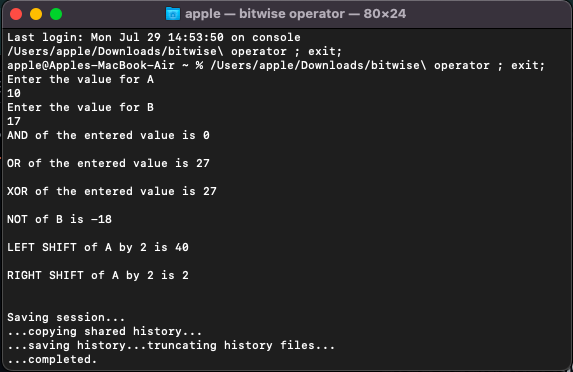 apple — bitwise operator — 80×24
Last login: Mon Jul 29 14:53:50 on console
/Users/apple/Downloads/bitwise\ operator ; exit;
apple@Apples-MacBook-Air ~ % /Users/apple/Downloads/bitwise\ operator ; exit;
Enter the value for A
10
Enter the value for B
17
AND of the entered value is 0
OR of the entered value is 27
XOR of the entered value is 27
NOT of B is -18
LEFT SHIFT of A by 2 is 40
RIGHT SHIFT of A by 2 is 2
Saving session...
...copying shared history...
...saving history...truncating history files...
...completed.